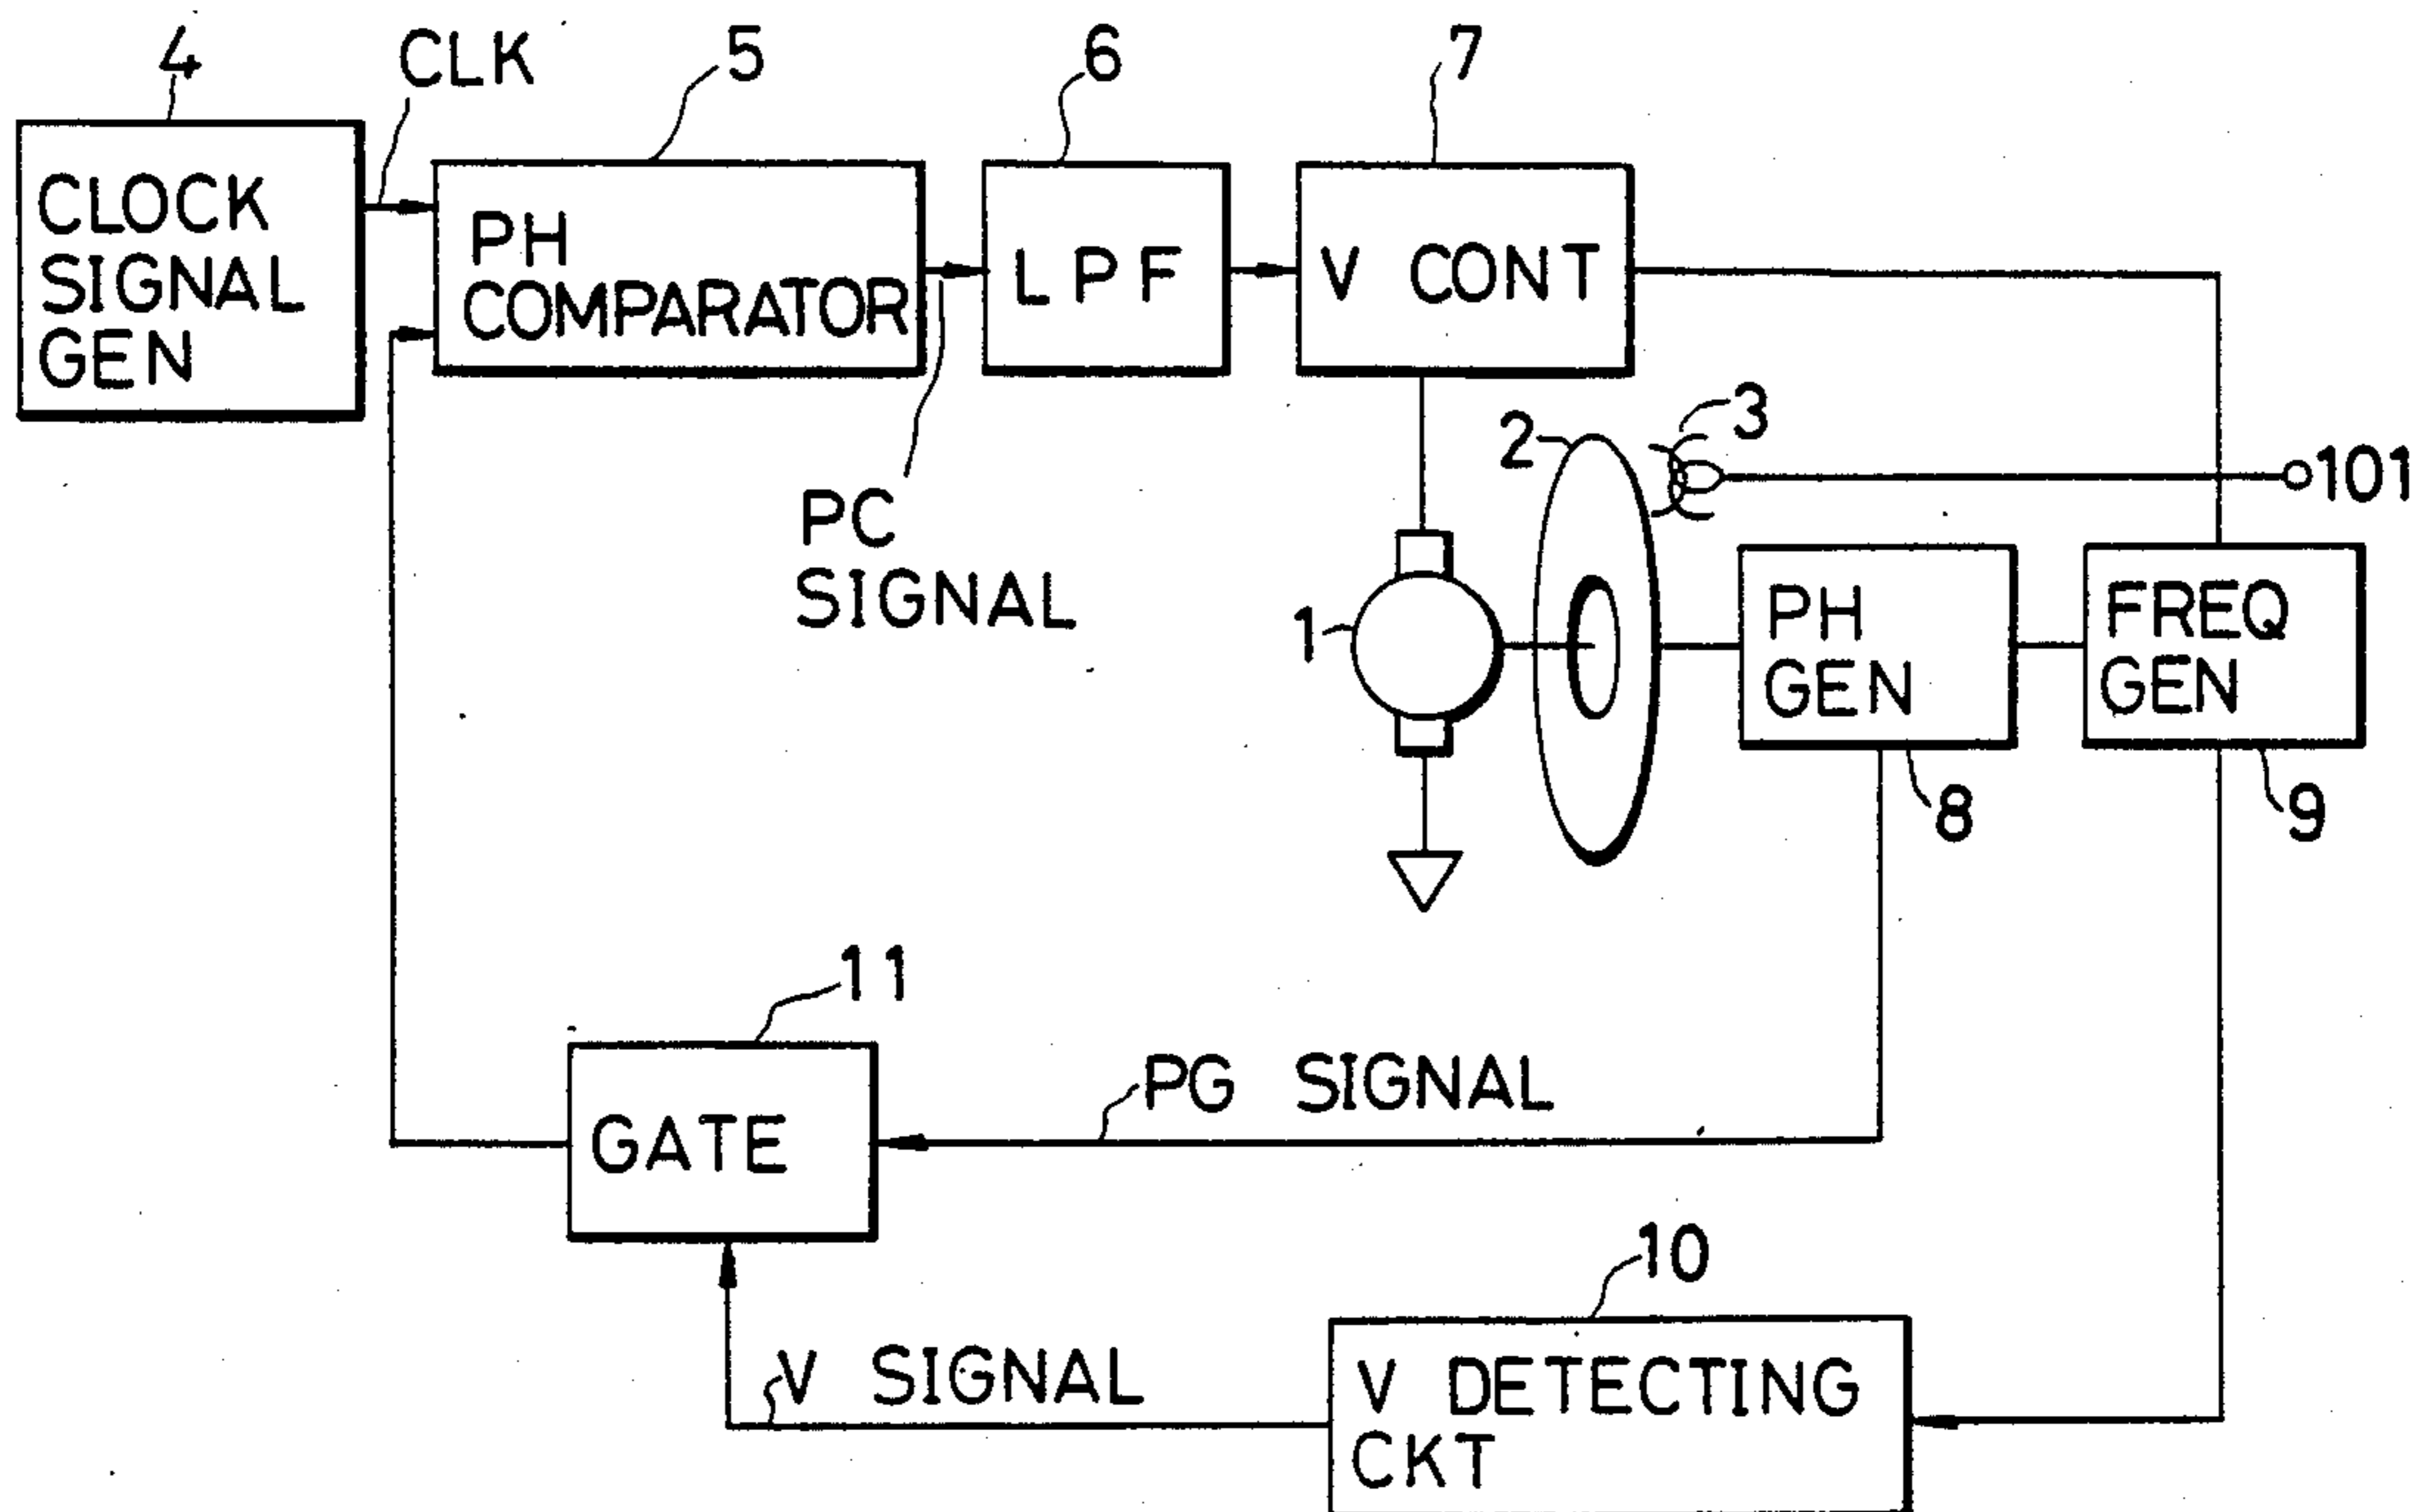 4
CLK
5
6
7
CLOCK
SIGNAL
GEN
PH
COMPARATOR
LPF
V CONT
PC
SIGNAL
2
3
101
1
PH
GEN
FREQ
GEN
8
9
11
GATE
PG SIGNAL
10
V SIGNAL
V DETECTING
CKT